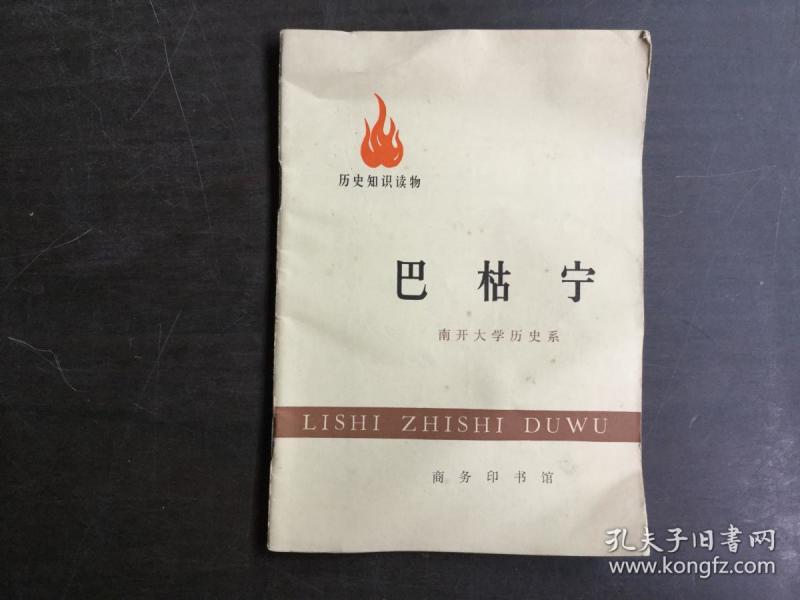 历史知识读物
巴枯宁
南开大学历史系
LISHI ZHISHI DUWU
商务印书馆
孔夫子旧書网
www.kongfz.com